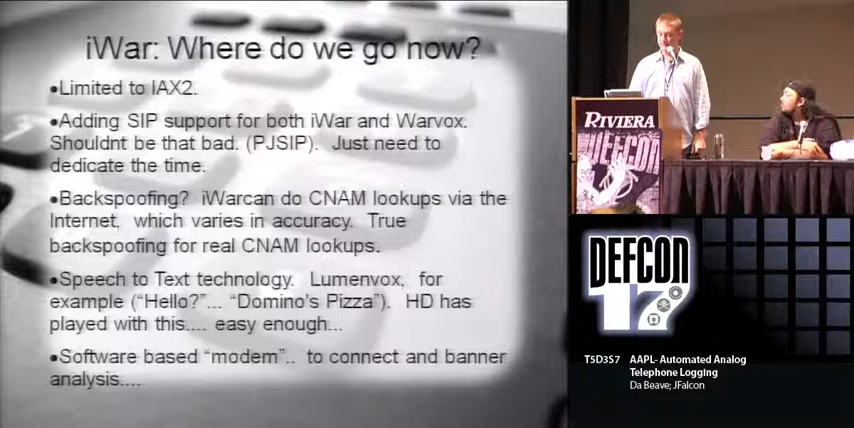 iWar: Where do we go now?
•Limited to IAX2.
•Adding SIP support for both iWar and Warvox.
Shouldnt be that bad. (PJSIP). Just need to
dedicate the time.
•Backspoofing? iWarcan do CNAM lookups via the
Internet, which varies in accuracy. True
backspoofing for real CNAM lookups.
•Speech to Text technology. Lumenvox, for
example ("Hello?"... "Domino's Pizza"). HD has
played with this.... easy enough...
•Software based "modem".. to connect and banner
analysis....
RIVIERA
DEFCON
DEFCON
17
T5D3S7 AAPL- Automated Analog
Telephone Logging
Da Beave; JFalcon